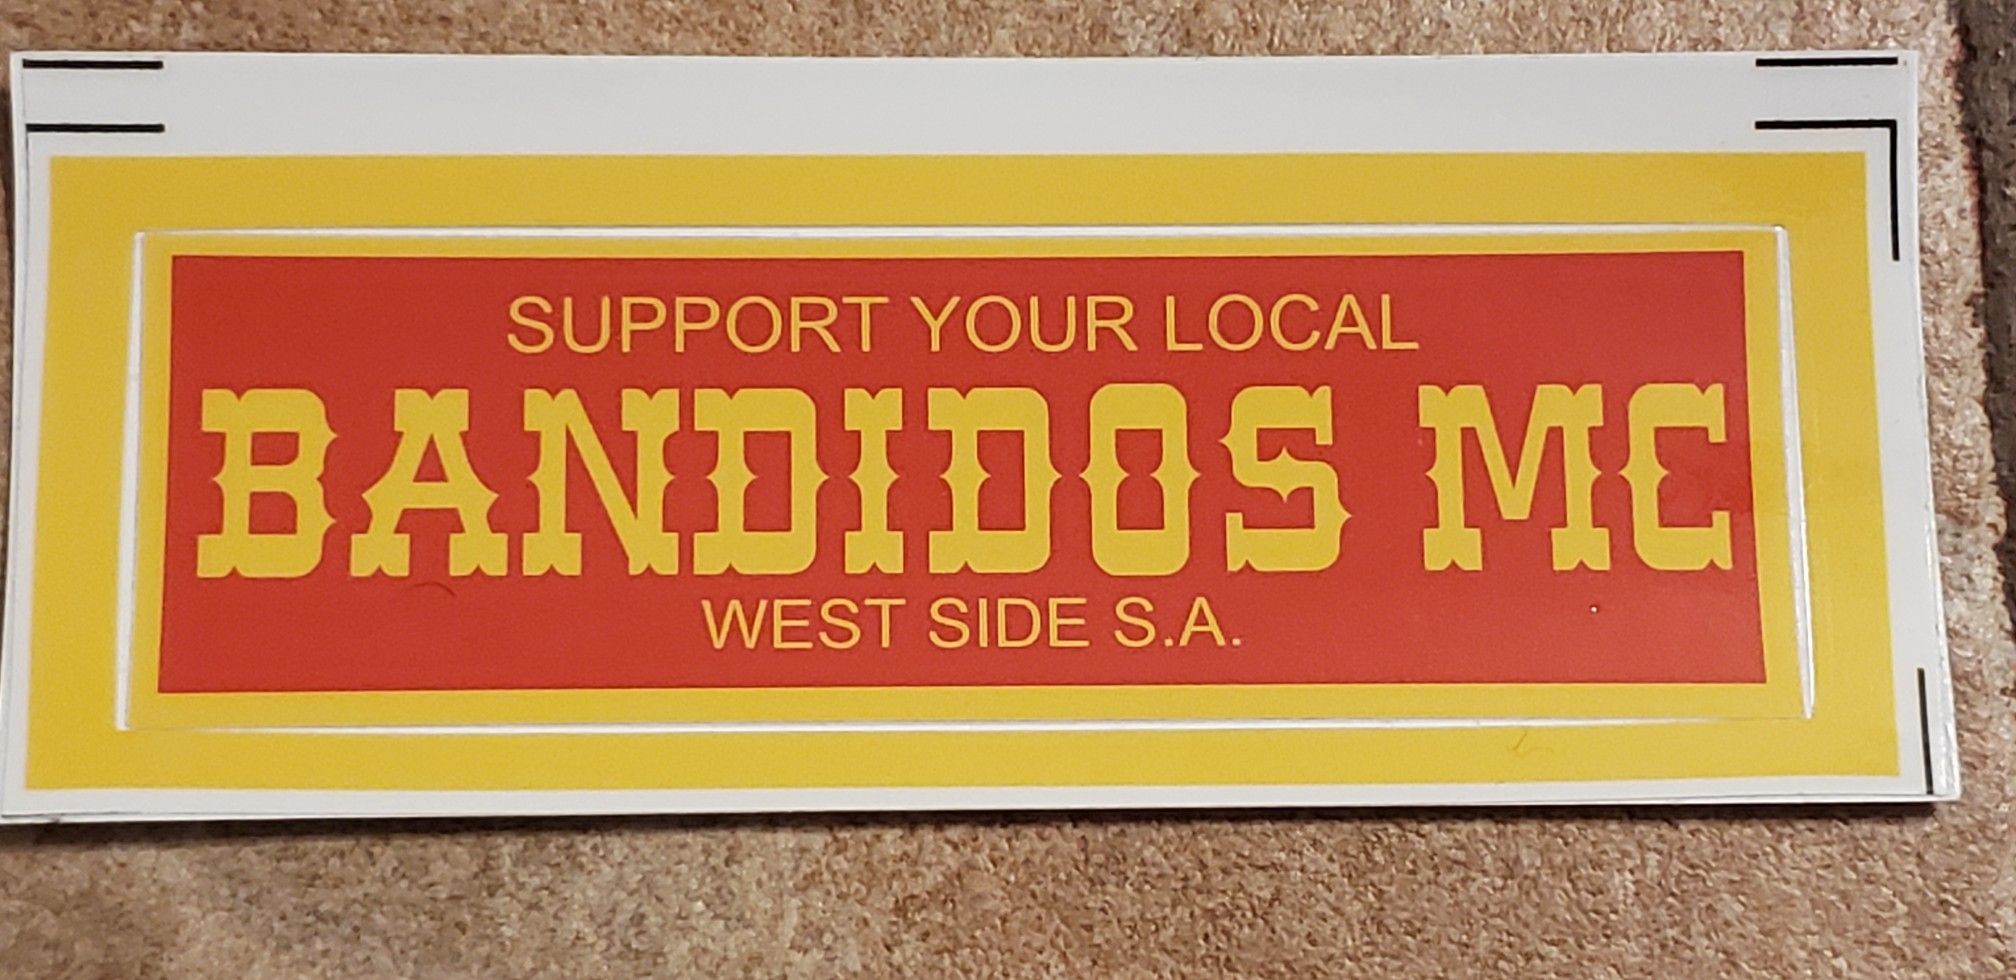 SUPPORT YOUR LOCAL
BANDIDOS MC
WEST SIDE S.A.